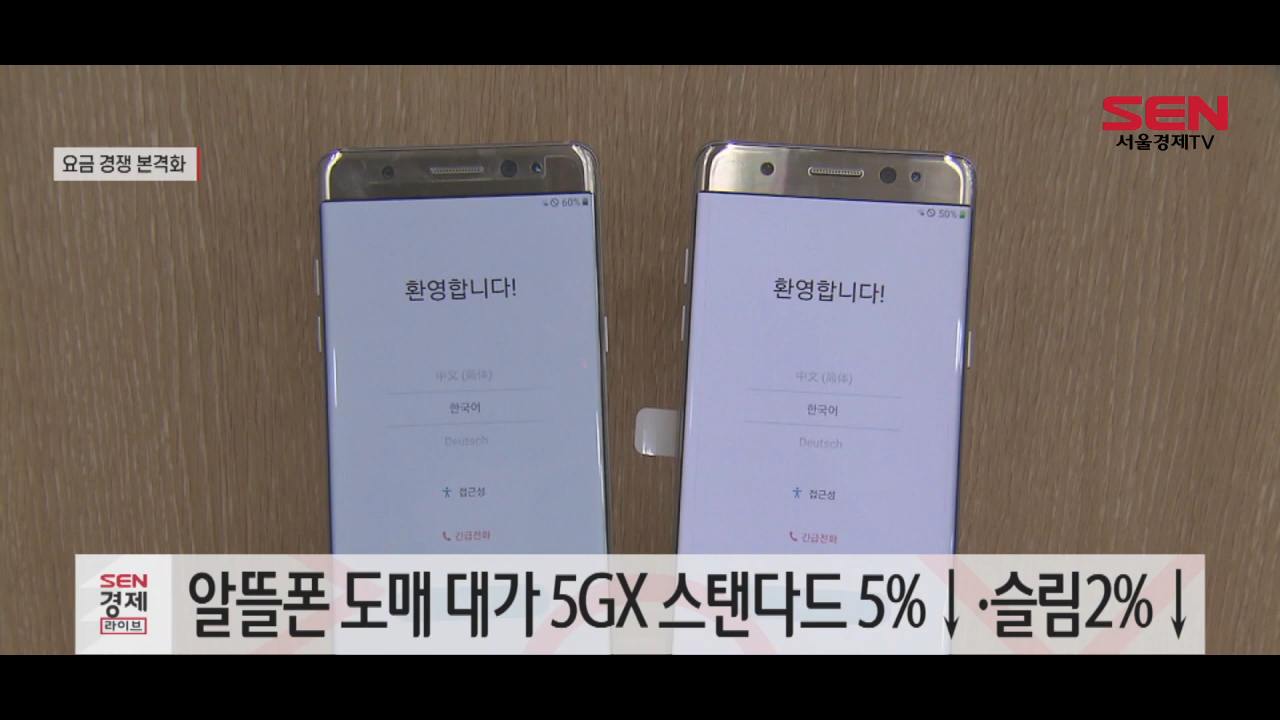 SEN
서울경제TV
요금 경쟁 본격화
60%
환영합니다!
中文 (简体)
한국어
Deutsch
접근성
긴급전화
50%
환영합니다!
中文 (简体)
한국어
Deutsch
접근성
긴급전화
SEN
경제
라이브
알뜰폰 도매 대가 5GX 스탠다드 5%↓·슬림2%↓